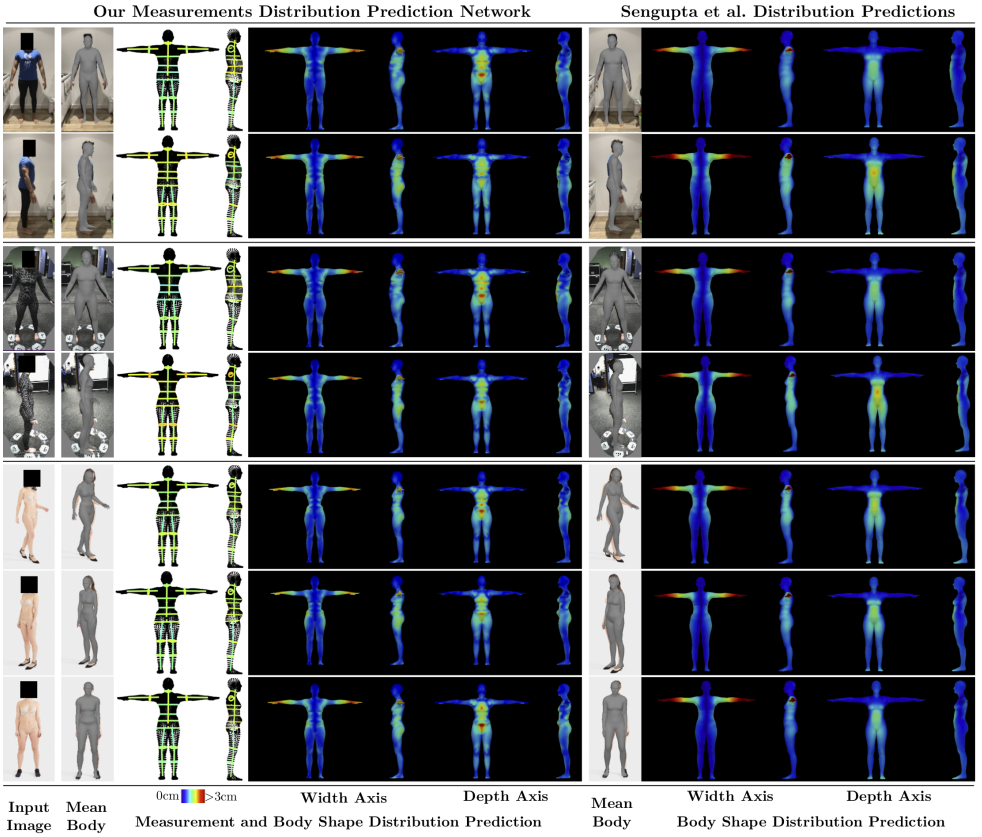 Our Measurements Distribution Prediction Network
Sengupta et al. Distribution Predictions
0cm >3cm
Width Axis
Depth Axis
Width Axis
Depth Axis
Input
Image
Mean
Body
Measurement and Body Shape Distribution Prediction
Mean
Body
Body Shape Distribution Prediction